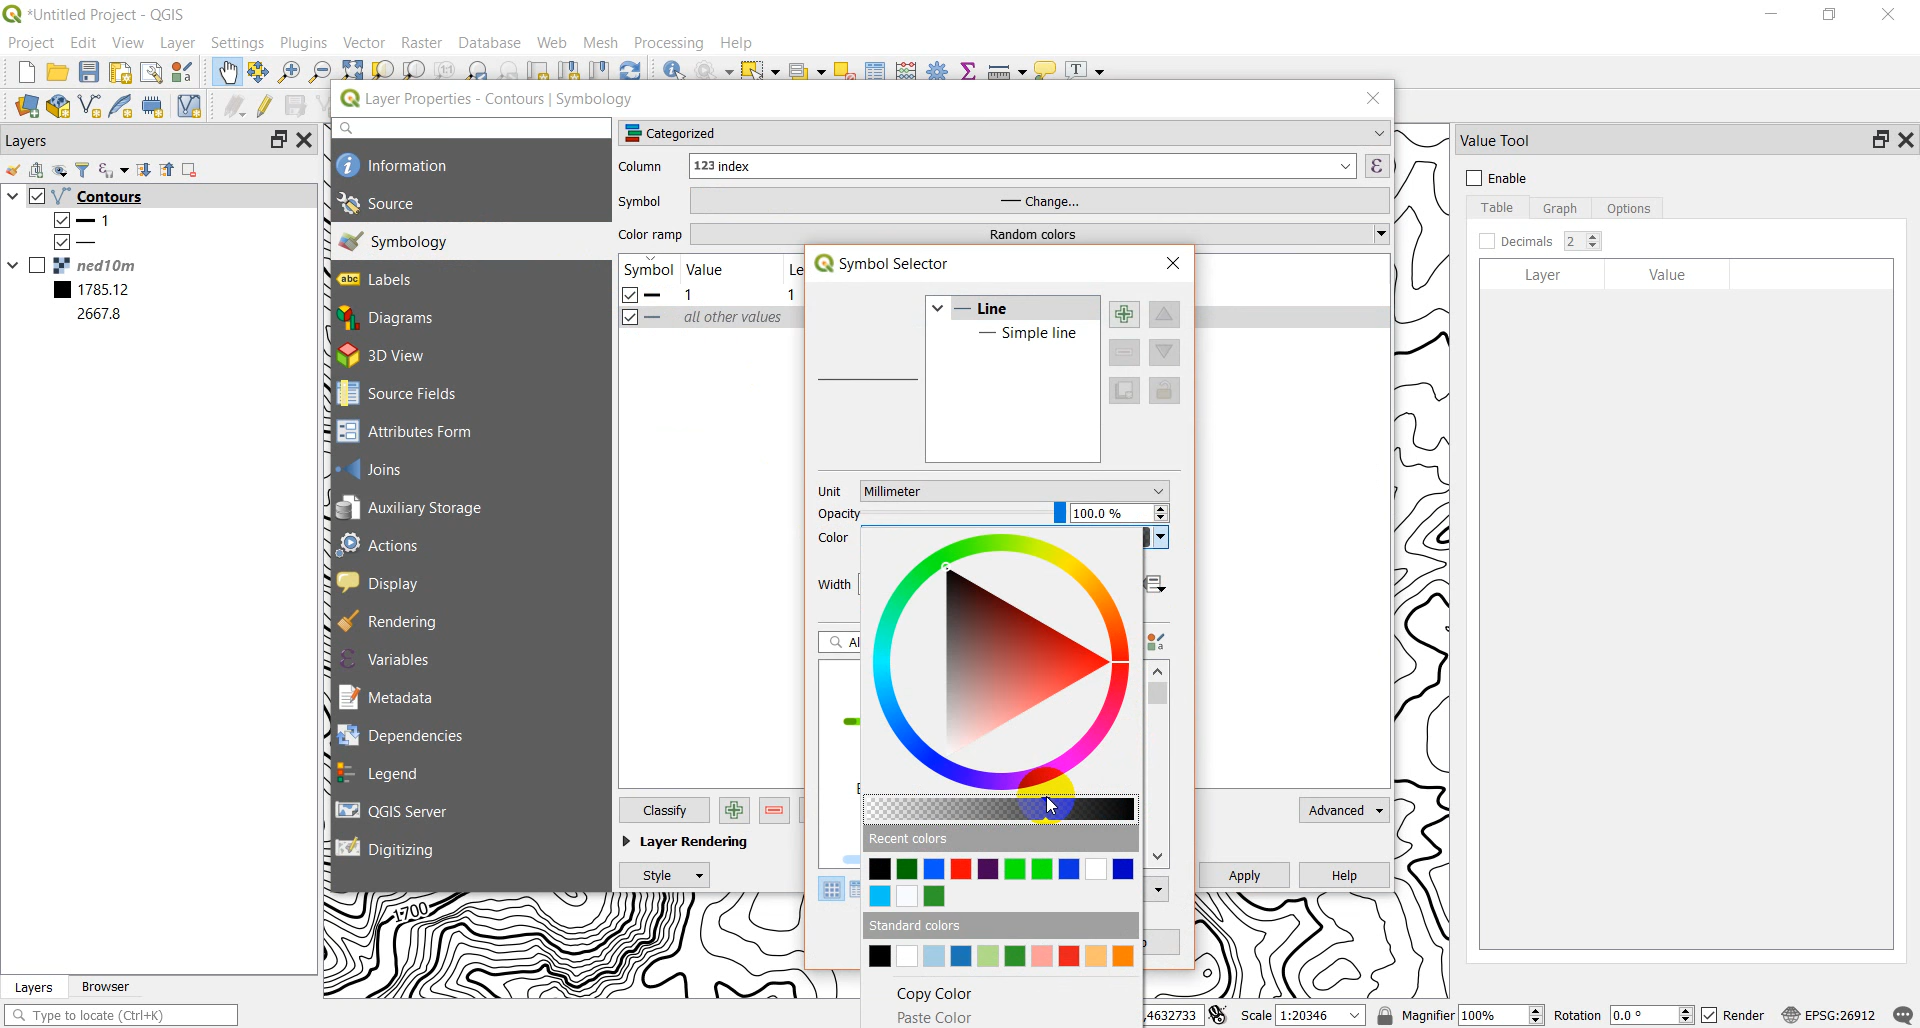 *Untitled Project - QGIS
Project Edit View Layer Settings Plugins Vector Raster Database Web Mesh Processing Help
Layers
Contours
1
ned10m
1785.12
2667.8
Layer Properties - Contours | Symbology
Information
Source
Symbology
Labels
Diagrams
3D View
Source Fields
Attributes Form
Joins
Auxiliary Storage
Actions
Display
Rendering
Variables
Metadata
Dependencies
Legend
QGIS Server
Digitizing
Categorized
Column 123 index
Symbol Change...
Color ramp Random colors
Symbol Value Le
1 1
all other values
Classify
Advanced
Layer Rendering
Style
Apply
Help
Symbol Selector
Line
Simple line
Unit Millimeter
Opacity 100.0 %
Color
Width
Al
Recent colors
Standard colors
Copy Color
Paste Color
Value Tool
Enable
Table Graph Options
Decimals 2
Layer Value
1700
Layers Browser
Type to locate (Ctrl+K)
,4632733 Scale 1:20346 Magnifier 100% Rotation 0.0 ° Render EPSG:26912